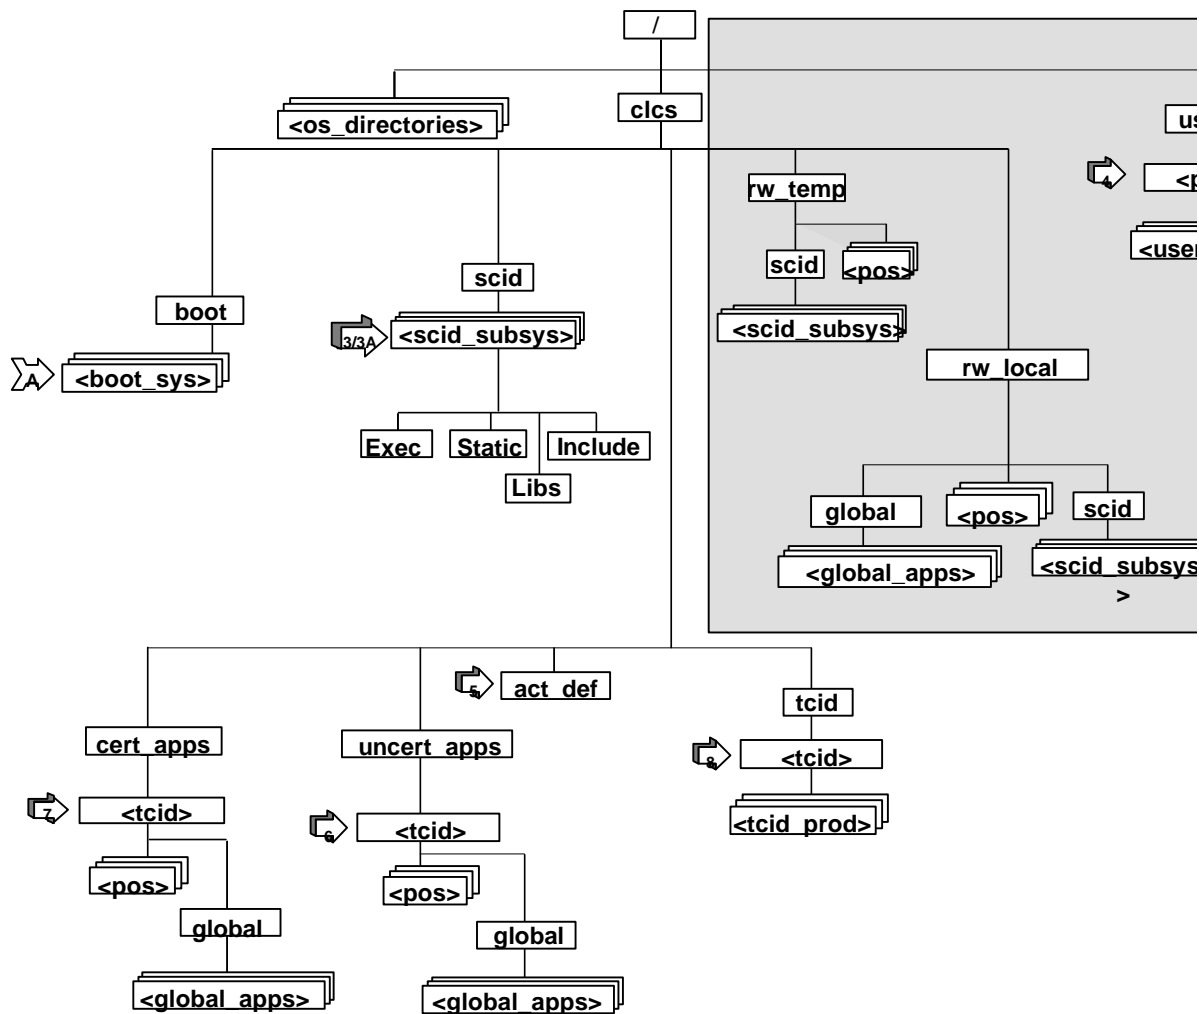 /
clcs
<os_directories>
us
4
<p
rw_temp
<user
scid
<pos>
scid
boot
3/3A
<scid_subsys>
<scid_subsys>
A
<boot_sys>
rw_local
Exec
Static
Include
Libs
global
<pos>
scid
<global_apps>
<scid_subsys
>
5
act_def
tcid
cert_apps
uncert_apps
8
<tcid>
7
<tcid>
6
<tcid>
<tcid_prod>
<pos>
<pos>
global
global
<global_apps>
<global_apps>